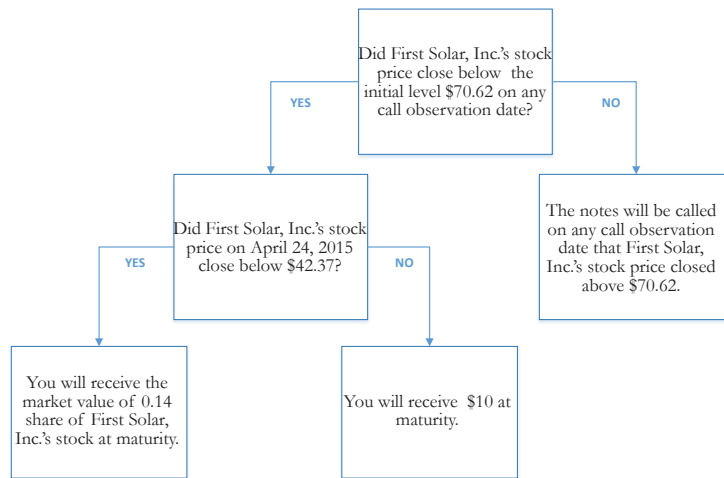 Did First Solar, Inc.'s stock
price close below the
initial level $70.62 on any
call observation date?
YES
NO
Did First Solar, Inc.'s stock
price on April 24, 2015
close below $42.37?
The notes will be called
on any call observation
date that First Solar,
Inc.'s stock price closed
above $70.62.
YES
NO
You will receive the
market value of 0.14
share of First Solar,
Inc.'s stock at maturity.
You will receive $10 at
maturity.